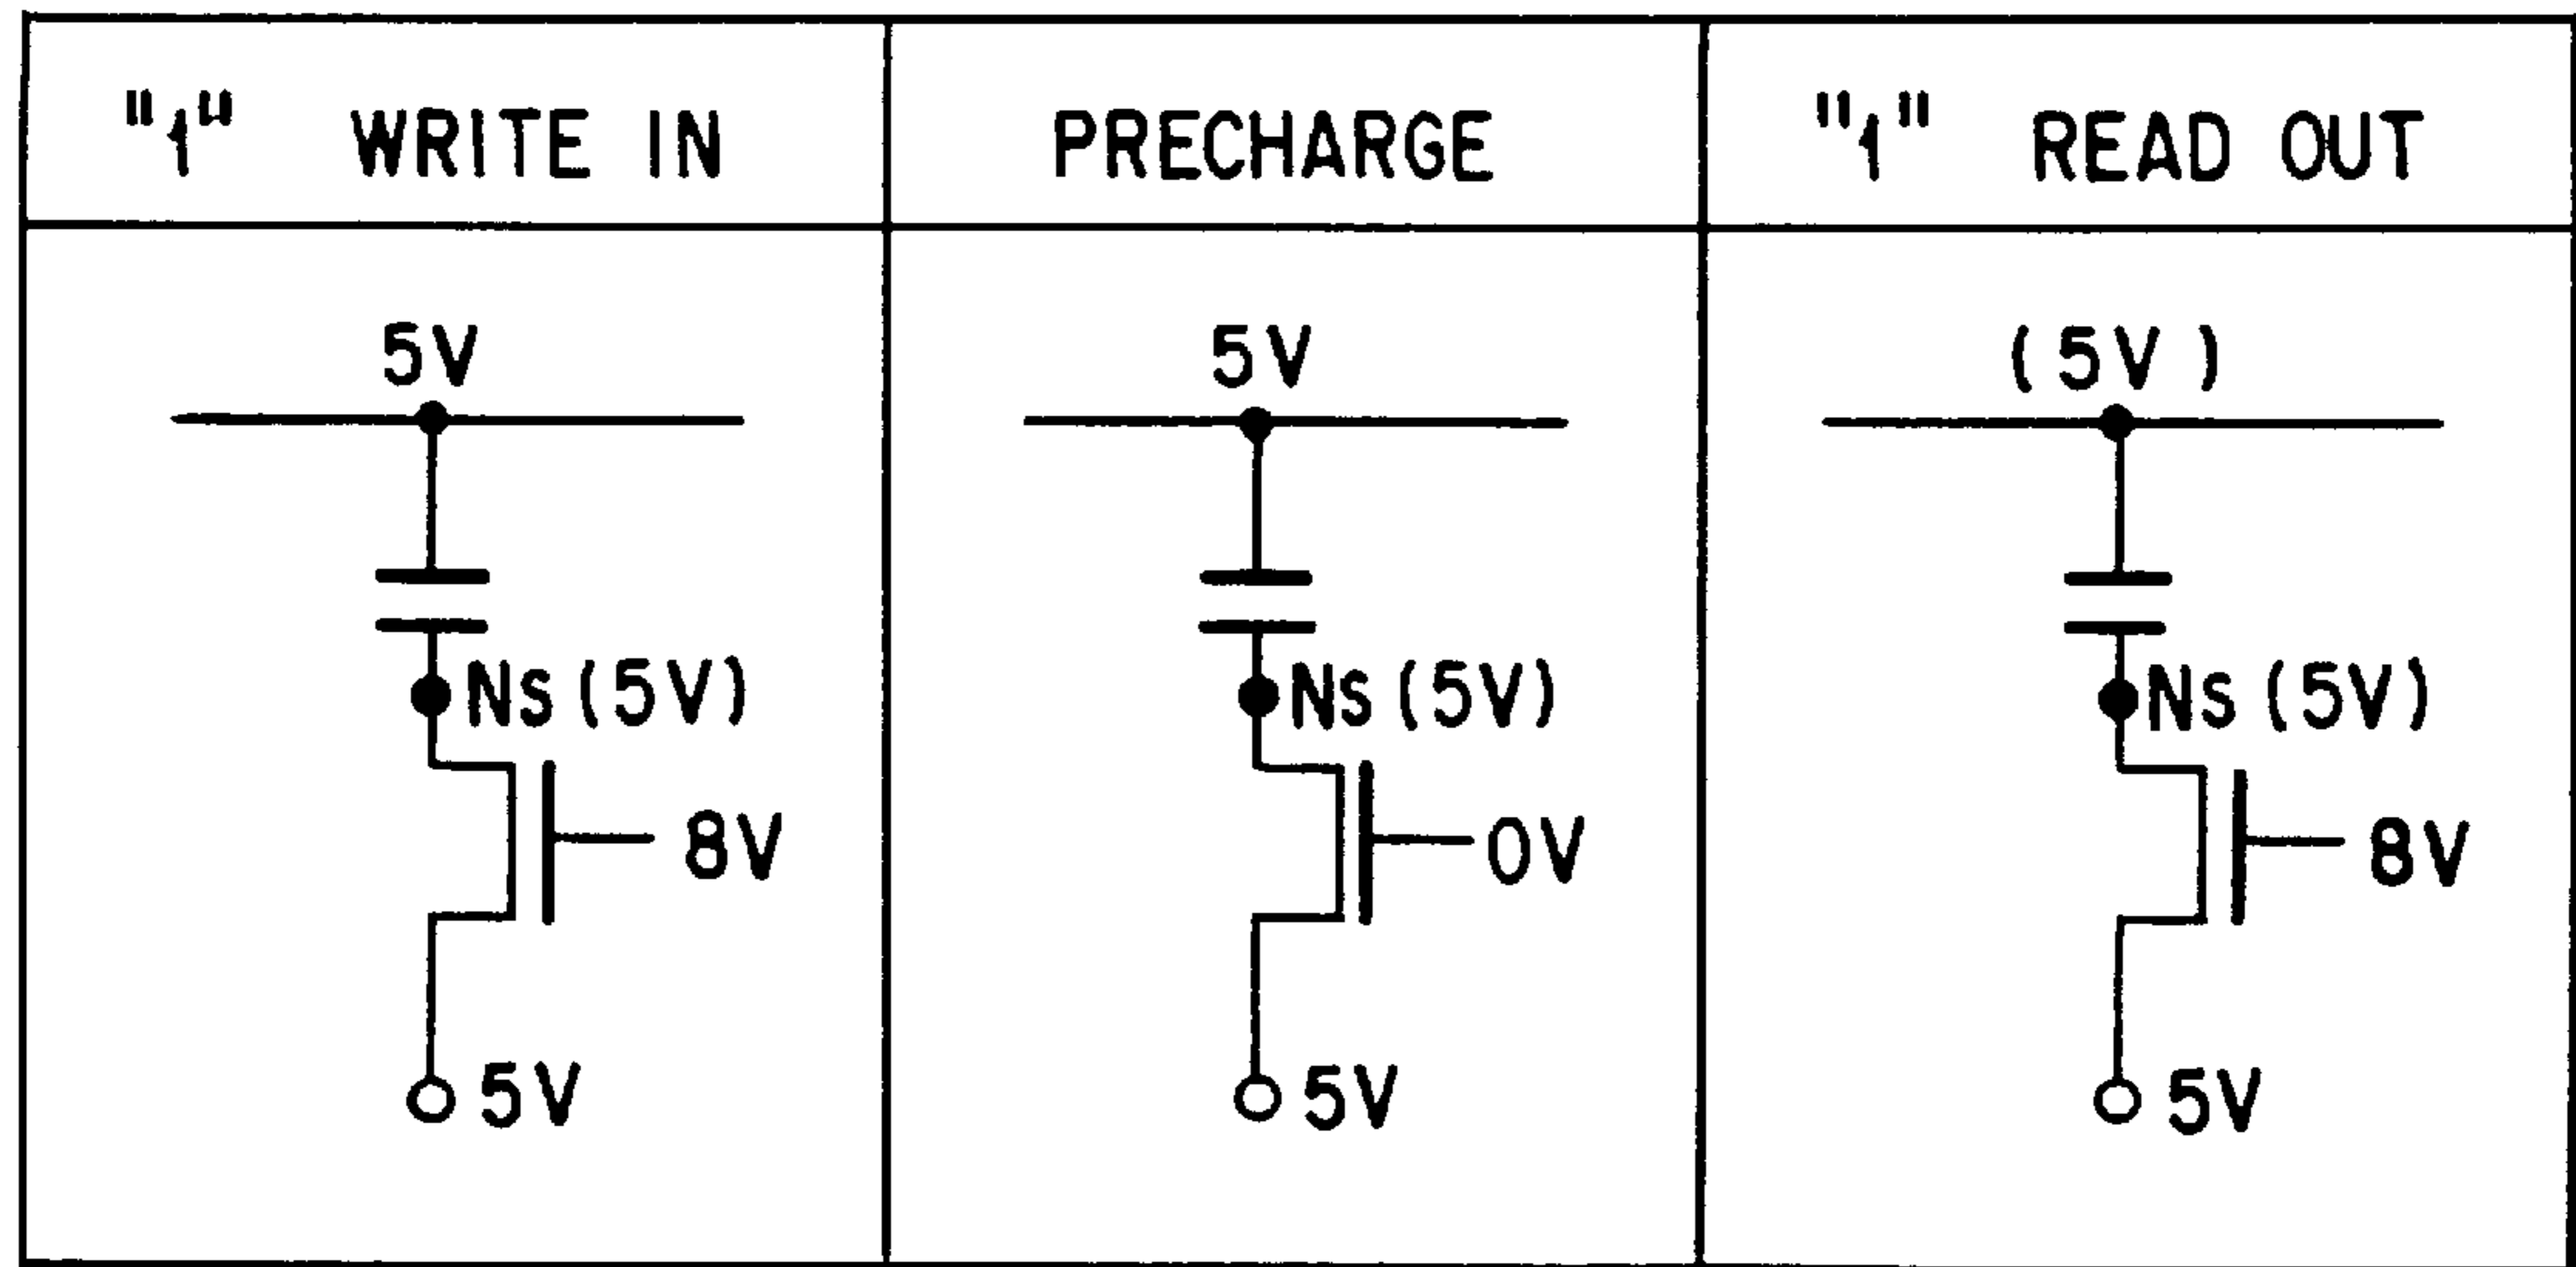 "1" WRITE IN
PRECHARGE
"1" READ OUT
5V
Ns (5V)
8V
5V
5V
Ns (5V)
0V
5V
(5V)
Ns (5V)
8V
5V